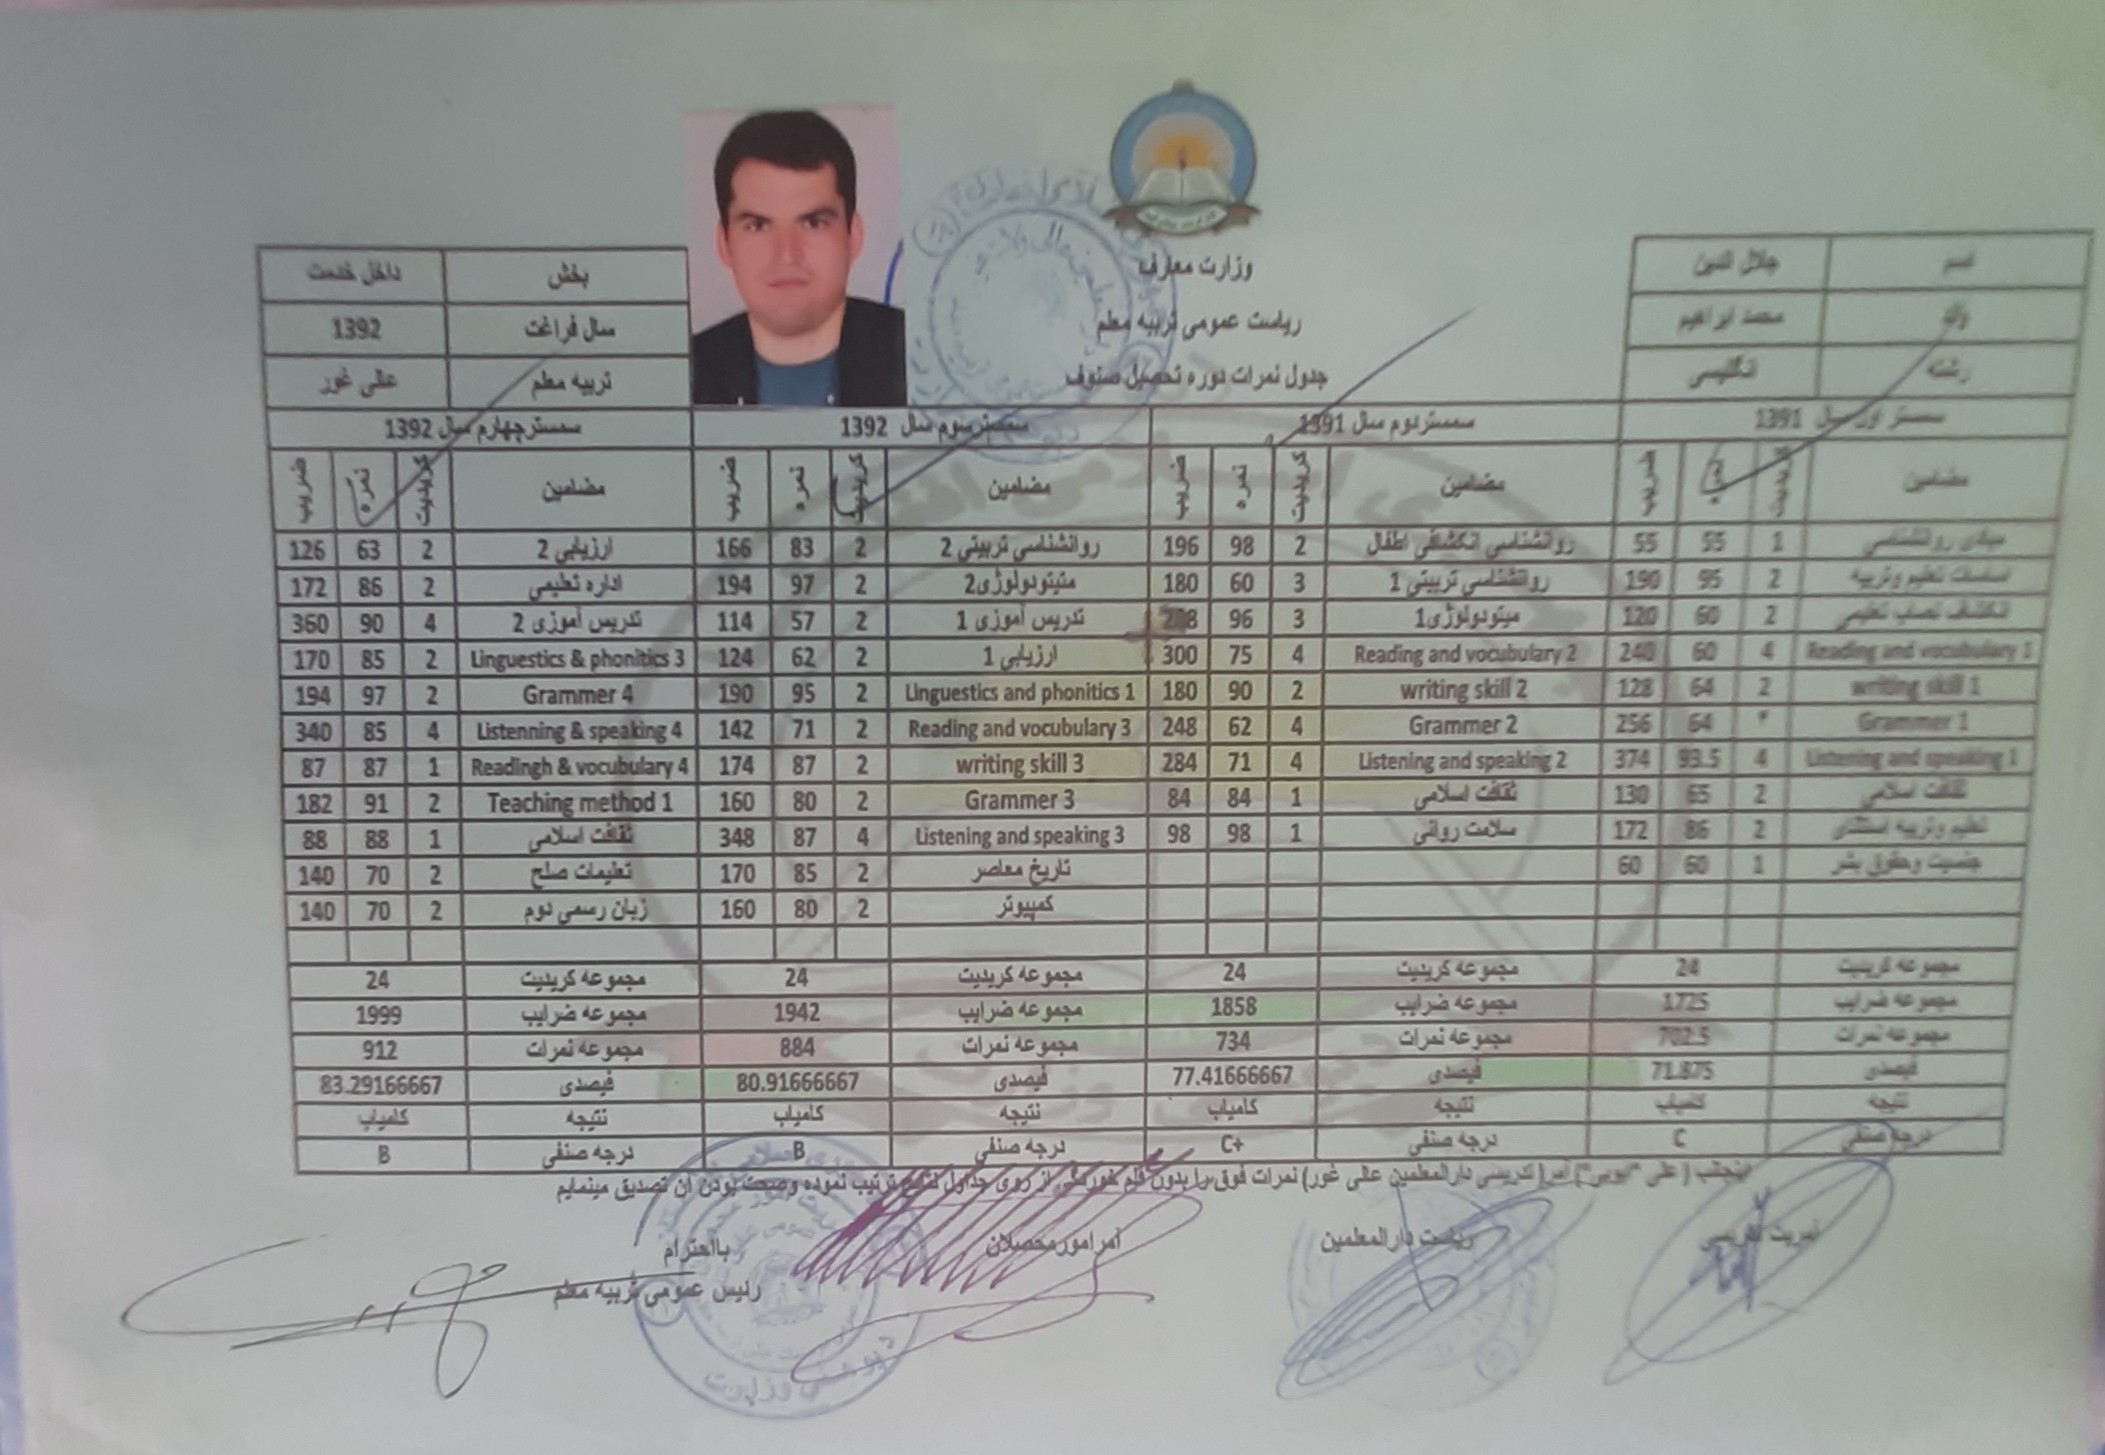 وزارت معارف
ریاست عمومی تربیه معلم
جدول نمرات دوره تحصیل صنوف
اسم جلال الدین
ولد محمد ابراهیم
رشته انگلیسی
بخش داخل خدمت
سال فراغت 1392
تربیه معلم عالی غور
سمستر اول سال 1391
مضامین کریدیت نمره ضریب
مبادی روانشناسی 1 55 55
اساسات تعلیم وتربیه 2 95 190
انکشاف نصاب تعلیمی 2 60 120
Reading and vocubulary 1 4 60 240
writing skill 1 2 64 128
Grammer 1 64 256
Listening and speaking 1 4 93.5 374
ثقافت اسلامی 2 65 130
تعلیم وتربیه استثنای 2 86 172
جنسیت وحقوق بشر 1 60 60
مجموعه کریدیت 24
مجموعه ضرایب 1725
مجموعه نمرات 702.5
فیصدی 71.875
نتیجه کامیاب
درجه صنفی C
سمستردوم سال 1391
مضامین کریدیت نمره ضریب
روانشناسی انکشافی اطفال 2 98 196
روانشناسی تربیتی 1 3 60 180
میتودولوژی1 3 96
Reading and vocubulary 2 4 75 300
writing skill 2 2 90 180
Grammer 2 4 62 248
Listening and speaking 2 4 71 284
ثقافت اسلامی 1 84 84
سلامت روانی 1 98 98
مجموعه کریدیت 24
مجموعه ضرایب 1858
مجموعه نمرات 734
فیصدی 77.41666667
نتیجه کامیاب
درجه صنفی C+
سمسترسوم سال 1392
مضامین کریدیت نمره ضریب
روانشناسی تربیتی 2 2 83 166
میتودولوژی2 2 97 194
تدریس آموزی 1 2 57 114
ارزیابی 1 2 62 124
Linguestics and phonitics 1 2 95 190
Reading and vocubulary 3 2 71 142
writing skill 3 2 87 174
Grammer 3 2 80 160
Listening and speaking 3 4 87 348
تاریخ معاصر 2 85 170
کمپیوتر 2 80 160
مجموعه کریدیت 24
مجموعه ضرایب 1942
مجموعه نمرات 884
فیصدی 80.91666667
نتیجه کامیاب
درجه صنفی B
سمسترچهارم سال 1392
مضامین کریدیت نمره ضریب
ارزیابی 2 2 63 126
اداره تعلیمی 2 86 172
تدریس آموزی 2 4 90 360
Linguestics & phonitics 3 2 85 170
Grammer 4 2 97 194
Listenning & speaking 4 4 85 340
Readingh & vocubulary 4 1 87 87
Teaching method 1 2 91 182
ثقافت اسلامی 1 88 88
تعلیمات صلح 2 70 140
زبان رسمی دوم 2 70 140
مجموعه کریدیت 24
مجموعه ضرایب 1999
مجموعه نمرات 912
فیصدی 83.29166667
نتیجه کامیاب
درجه صنفی B
اینجانب ( علی "ایوبی") آمر( تدریسی دارالمعلمین عالی غور) نمرات فوق را بدون قلم خوردگی از روی جداول نتایج ترتیب نموده وصحت بودن آن تصدیق مینمایم
آمریت تدریسی
ریاست دارالمعلمین
آمرامورمحصلان
بااحترام
رئیس عمومی تربیه معلم